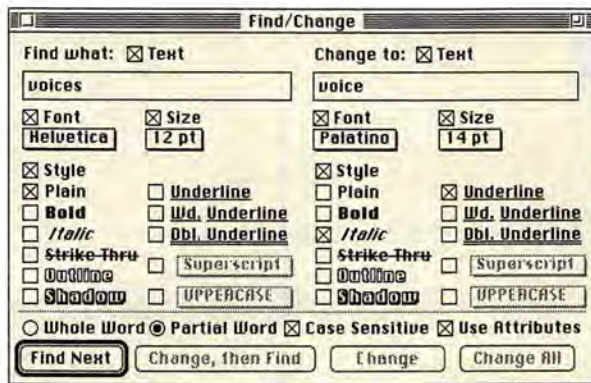 Find/Change
Find what: Text Change to: Text
voices voice
Font Size Font Size
Helvetica 12 pt Palatino 14 pt
Style Style
Plain Underline Plain Underline
Bold Wd. Underline Bold Wd. Underline
Italic Dbl. Underline Italic Dbl. Underline
Strike Thru Superscript Strike Thru Superscript
Outline Outline
Shadow UPPERCASE Shadow UPPERCASE
Whole Word Partial Word Case Sensitive Use Attributes
Find Next Change, then Find Change Change All